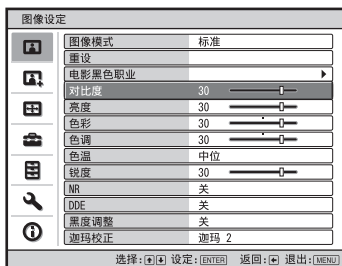 图像设定
图像模式 标准
重设
电影黑色职业
对比度 30
亮度 30
色彩 30
色调 30
色温 中位
锐度 30
NR 关
DDE 关
黑度调整 关
迦玛校正 迦玛 2
选择: 设定: ENTER 返回: 退出: MENU